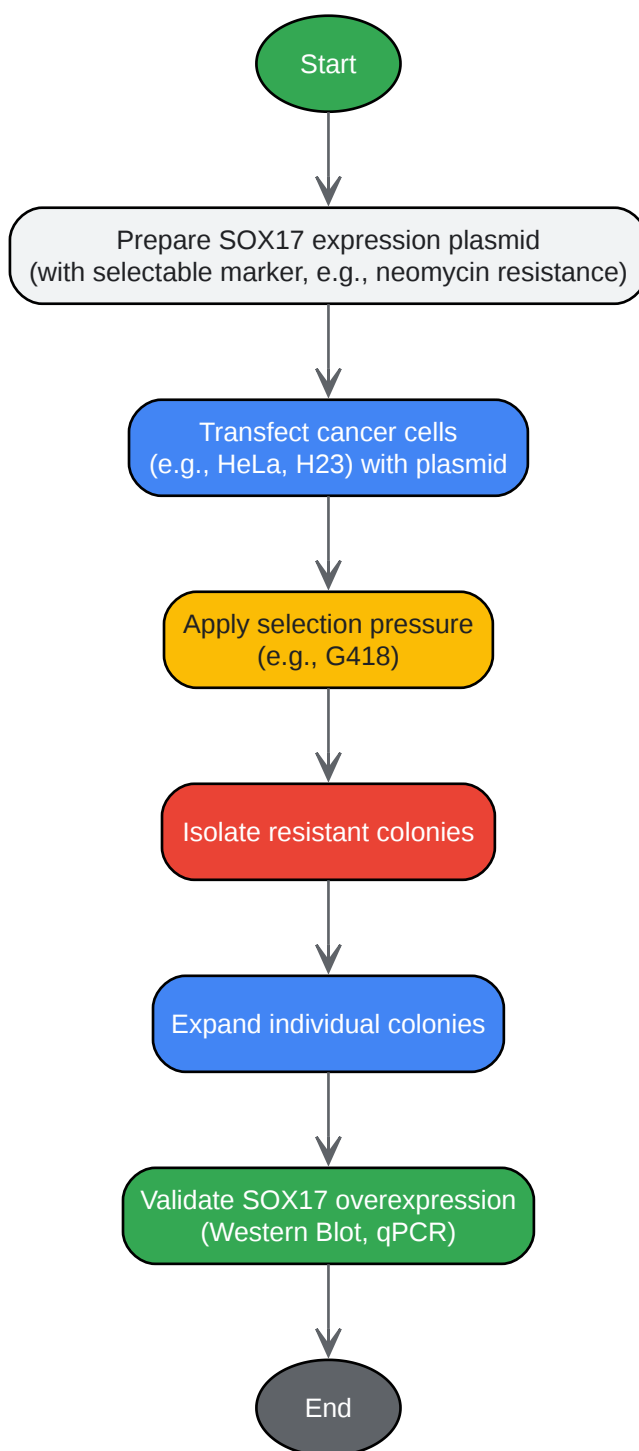 Start
Prepare SOX17 expression plasmid
(with selectable marker, e.g., neomycin resistance)
Transfect cancer cells
(e.g., HeLa, H23) with plasmid
Apply selection pressure
(e.g., G418)
Isolate resistant colonies
Expand individual colonies
Validate SOX17 overexpression
(Western Blot, qPCR)
End